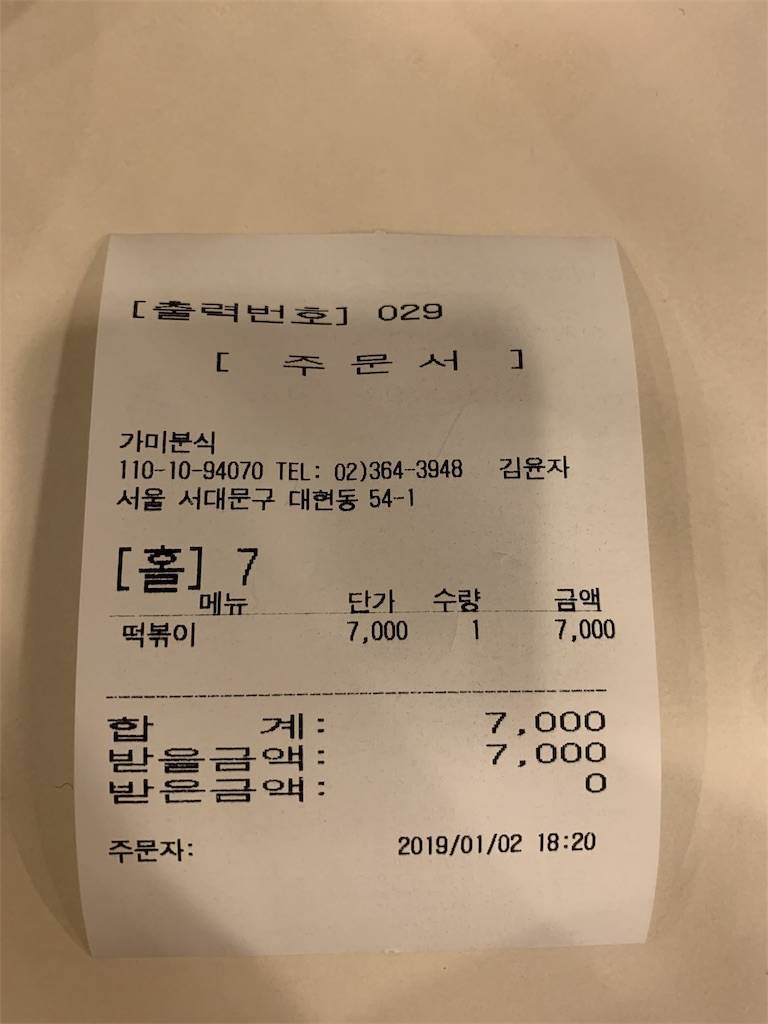 [출력번호] 029
[ 주 문 서 ]
가미분식
110-10-94070 TEL: 02)364-3948 김윤자
서울 서대문구 대현동 54-1
[홀] 7
메뉴 단가 수량 금액
떡볶이 7,000 1 7,000
합 계: 7,000
받을금액: 7,000
받은금액: 0
주문자: 2019/01/02 18:20